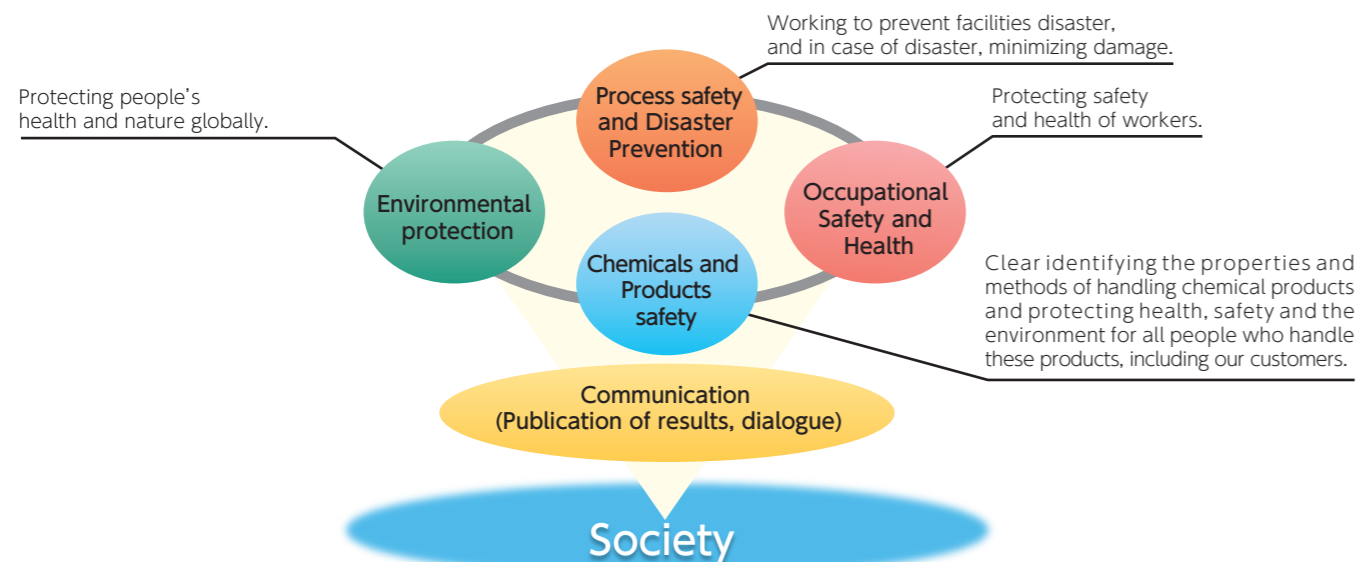 Working to prevent facilities disaster,
and in case of disaster, minimizing damage.
Protecting people's
health and nature globally.
Process safety
and Disaster
Prevention
Protecting safety
and health of workers.
Environmental
protection
Occupational
Safety and
Health
Chemicals and
Products
safety
Clear identifying the properties and
methods of handling chemical products
and protecting health, safety and the
environment for all people who handle
these products, including our customers.
Communication
(Publication of results, dialogue)
Society